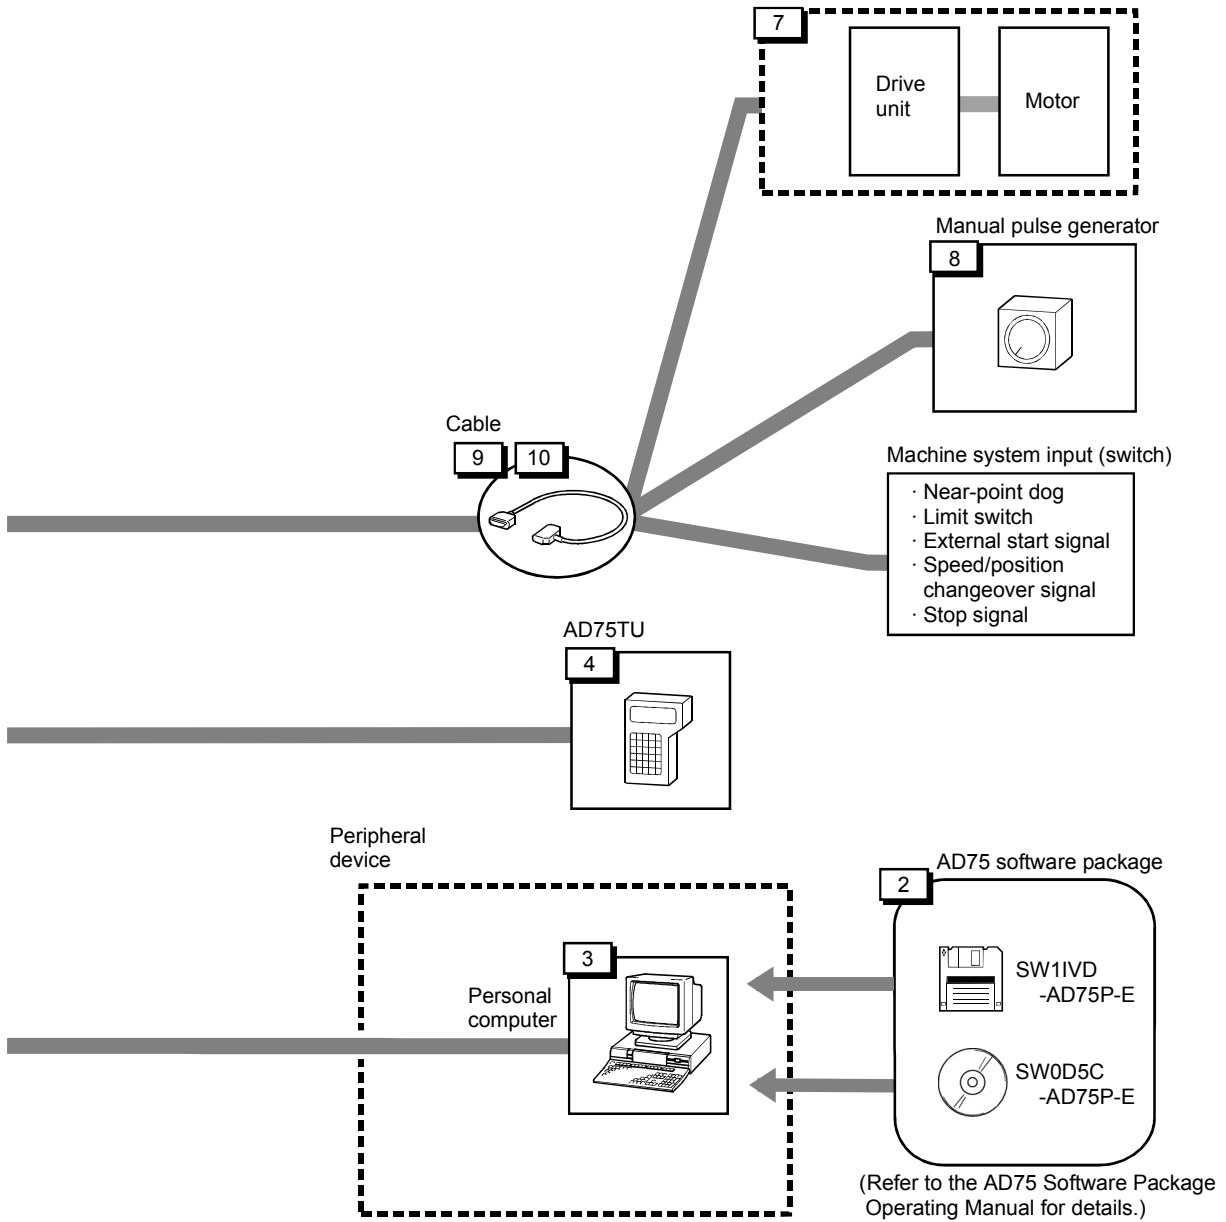 7
Drive
unit
Motor
Manual pulse generator
8
Cable
9
10
Machine system input (switch)
· Near-point dog
· Limit switch
· External start signal
· Speed/position
changeover signal
· Stop signal
AD75TU
4
Peripheral
device
AD75 software package
2
3
Personal
computer
SW1IVD
-AD75P-E
SW0D5C
-AD75P-E
(Refer to the AD75 Software Package
Operating Manual for details.)